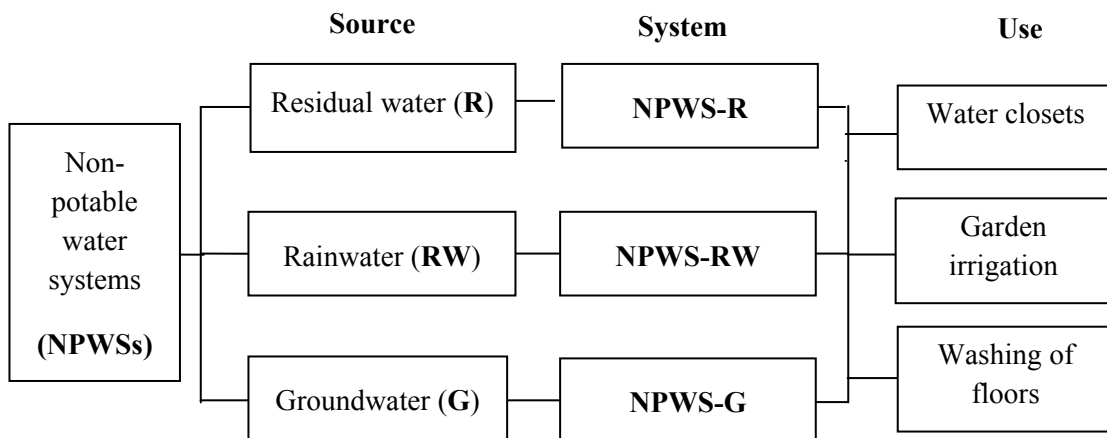 Source
System
Use
Non-
potable
water
systems
(NPWSs)
Residual water (R)
NPWS-R
Water closets
Rainwater (RW)
NPWS-RW
Garden
irrigation
Groundwater (G)
NPWS-G
Washing of
floors